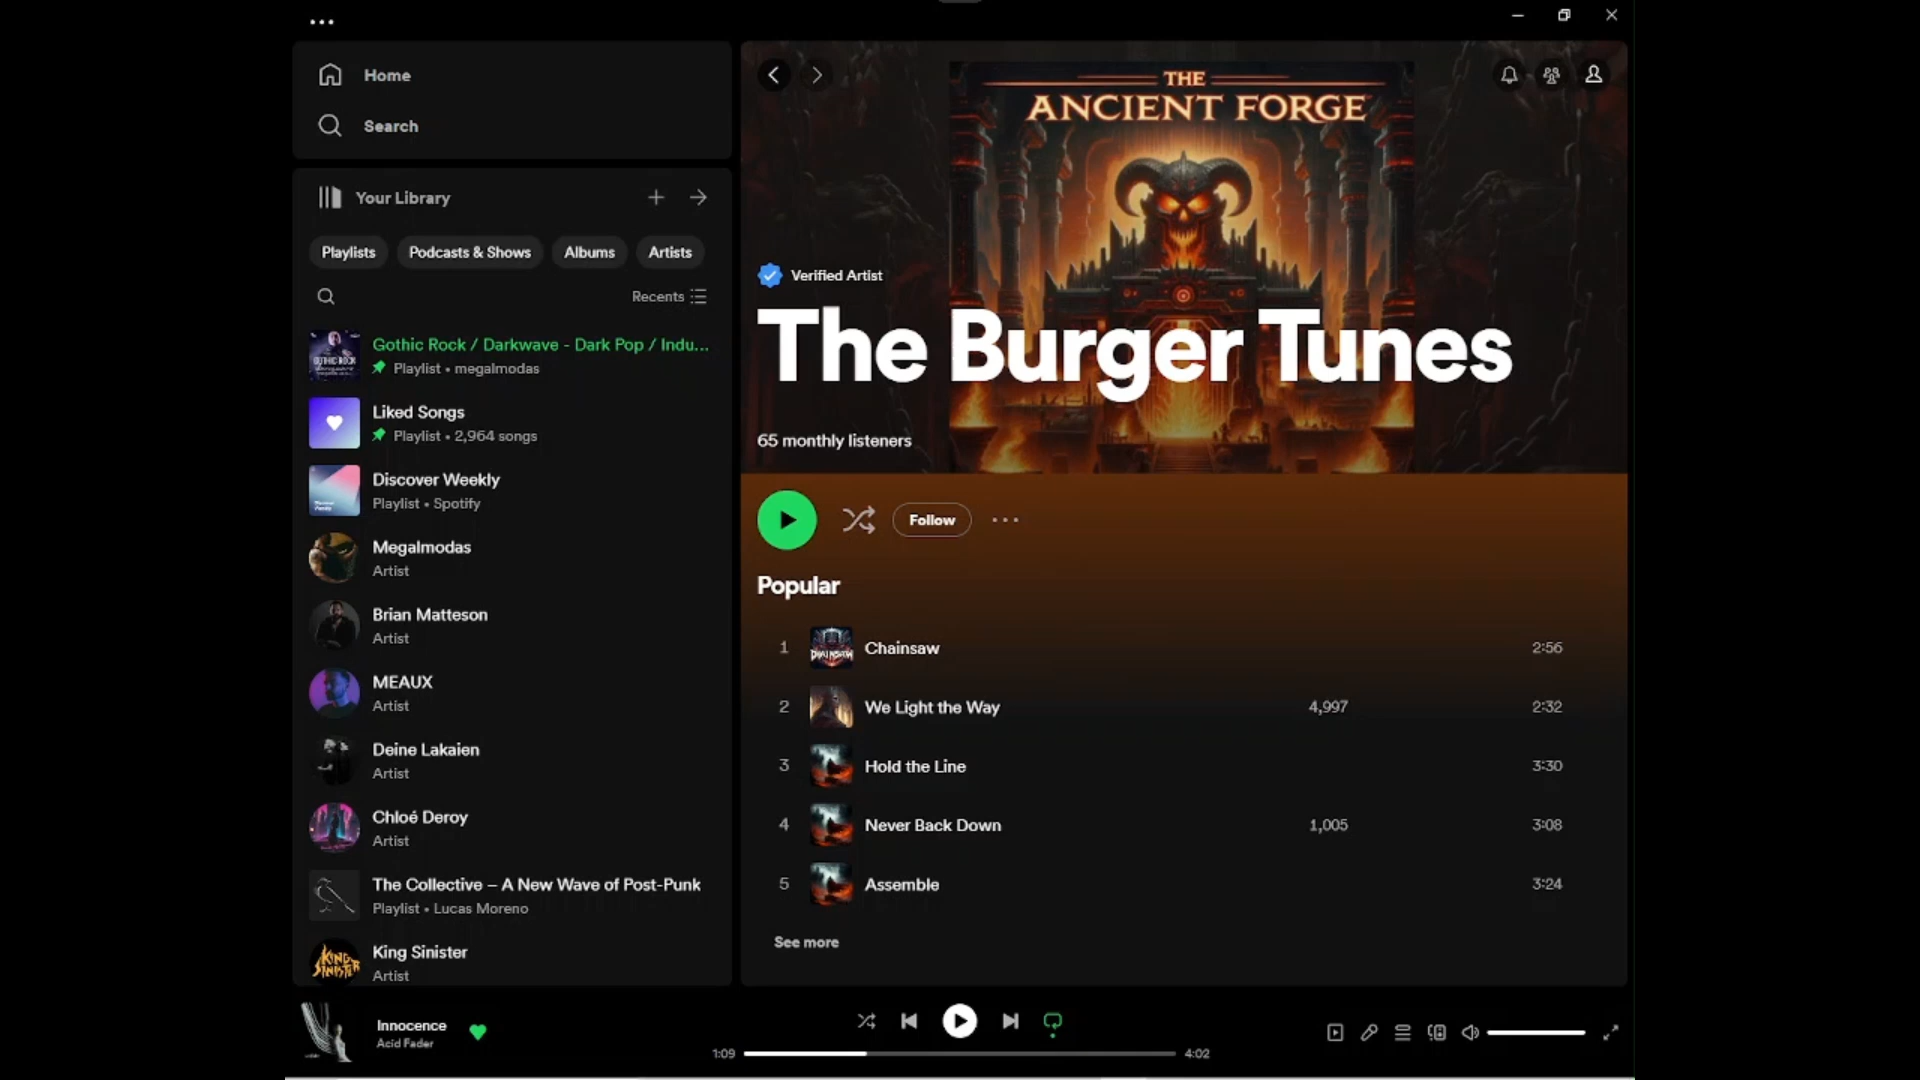 Home
Search
Your Library
Playlists
Podcasts & Shows
Albums
Artists
Recents
Gothic Rock / Darkwave - Dark Pop / Indu...
Playlist • megalmodas
Liked Songs
Playlist • 2,964 songs
Discover Weekly
Playlist • Spotify
Megalmodas
Artist
Brian Matteson
Artist
MEAUX
Artist
Deine Lakaien
Artist
Chloé Deroy
Artist
The Collective – A New Wave of Post-Punk
Playlist • Lucas Moreno
KING SINISTER
King Sinister
Artist
THE
ANCIENT FORGE
Verified Artist
The Burger Tunes
65 monthly listeners
Follow
Popular
1 Chainsaw 2:56
2 We Light the Way 4,997 2:32
3 Hold the Line 3:30
4 Never Back Down 1,005 3:08
5 Assemble 3:24
See more
Innocence
Acid Fader
1:09
4:02